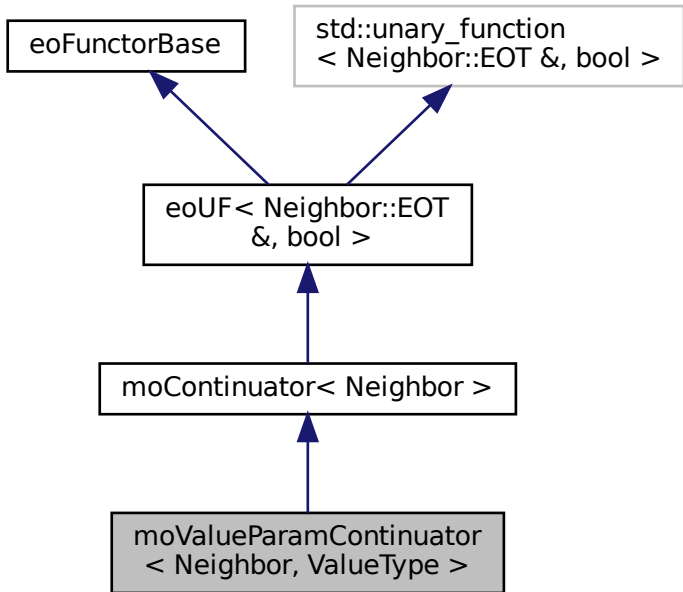 eoFunctorBase
std::unary_function
< Neighbor::EOT &, bool >
eoUF< Neighbor::EOT
&, bool >
moContinuator< Neighbor >
moValueParamContinuator
< Neighbor, ValueType >